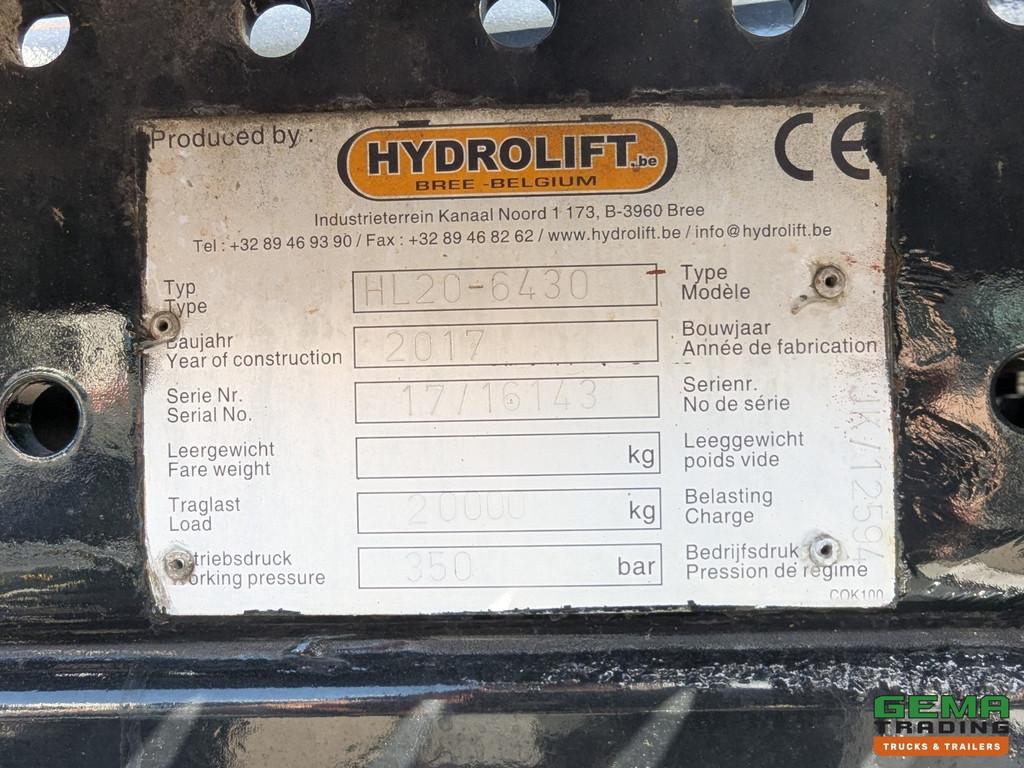 Produced by :
HYDROLIFT.be
BREE -BELGIUM
CE
Industrieterrein Kanaal Noord 1 173, B-3960 Bree
Tel : +32 89 46 93 90 / Fax : +32 89 46 82 62 / www.hydrolift.be / info@hydrolift.be
Typ
Type
HL20-6430
Type
Modèle
Baujahr
Year of construction
2017
Bouwjaar
Année de fabrication
Serie Nr.
Serial No.
17/16143
Serienr.
No de série
Leergewicht
Fare weight
kg
Leeggewicht
poids vide
Traglast
Load
20000 kg
Belasting
Charge
triebsdruck
orking pressure
350 bar
Bedrijfsdruk
Pression de régime
JK/12594
COK100
GEMA
TRADING
TRUCKS & TRAILERS